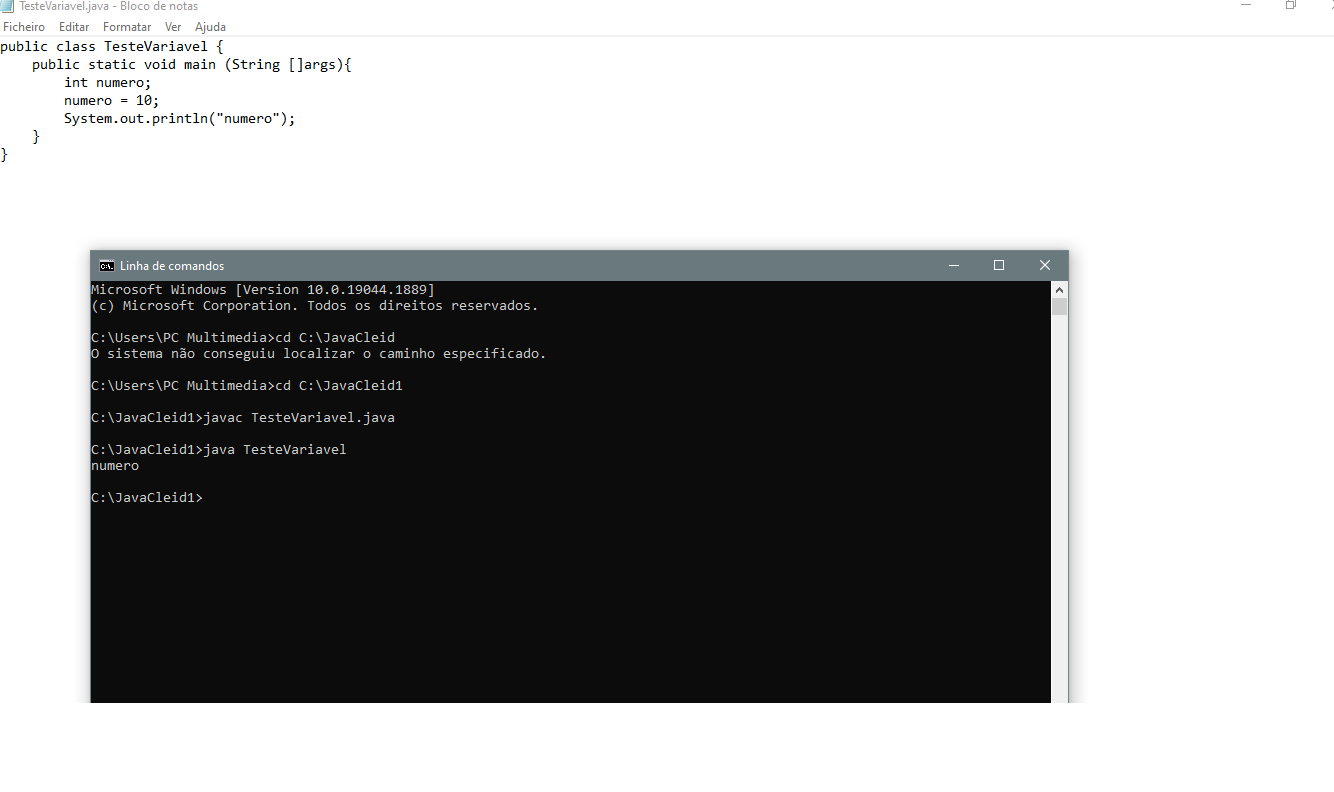 TesteVariavel.java - Bloco de notas
Ficheiro Editar Formatar Ver Ajuda
public class TesteVariavel {
    public static void main (String []args){
        int numero;
        numero = 10;
        System.out.println("numero");
    }
}
Linha de comandos
Microsoft Windows [Version 10.0.19044.1889]
(c) Microsoft Corporation. Todos os direitos reservados.
C:\Users\PC Multimedia>cd C:\JavaCleid
O sistema não conseguiu localizar o caminho especificado.
C:\Users\PC Multimedia>cd C:\JavaCleid1
C:\JavaCleid1>javac TesteVariavel.java
C:\JavaCleid1>java TesteVariavel
numero
C:\JavaCleid1>